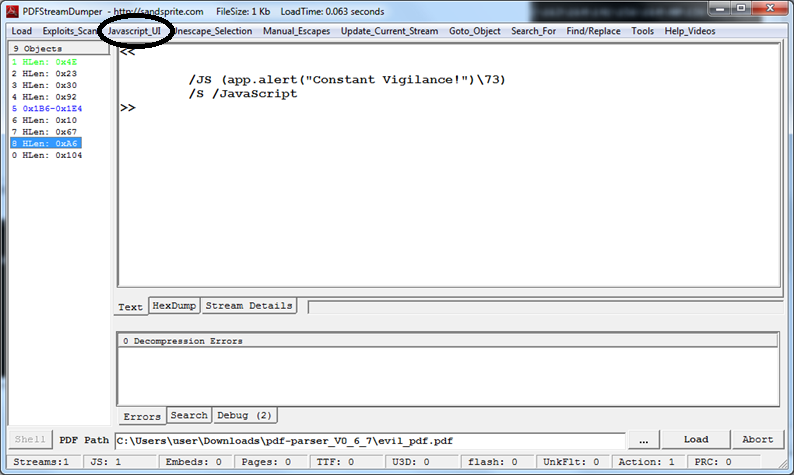 PDFStreamDumper - http://sandsprite.com FileSize: 1 Kb LoadTime: 0.063 seconds
Load Exploits_Scan Javascript_UI Unescape_Selection Manual_Escapes Update_Current_Stream Goto_Object Search_For Find/Replace Tools Help_Videos
9 Objects
1 HLen: 0x4E
2 HLen: 0x23
3 HLen: 0x30
4 HLen: 0x92
5 0x1B6-0x1E4
6 HLen: 0x10
7 HLen: 0x67
8 HLen: 0xA6
0 HLen: 0x104
<<
/JS (app.alert("Constant Vigilance!")\73)
/S /JavaScript
>>
Text HexDump Stream Details
0 Decompression Errors
Errors Search Debug (2)
Shell PDF Path C:\Users\user\Downloads\pdf-parser_V0_6_7\evil_pdf.pdf ... Load Abort
Streams:1 JS: 1 Embeds: 0 Pages: 0 TTF: 0 U3D: 0 flash: 0 UnkFlt: 0 Action: 1 PRC: 0